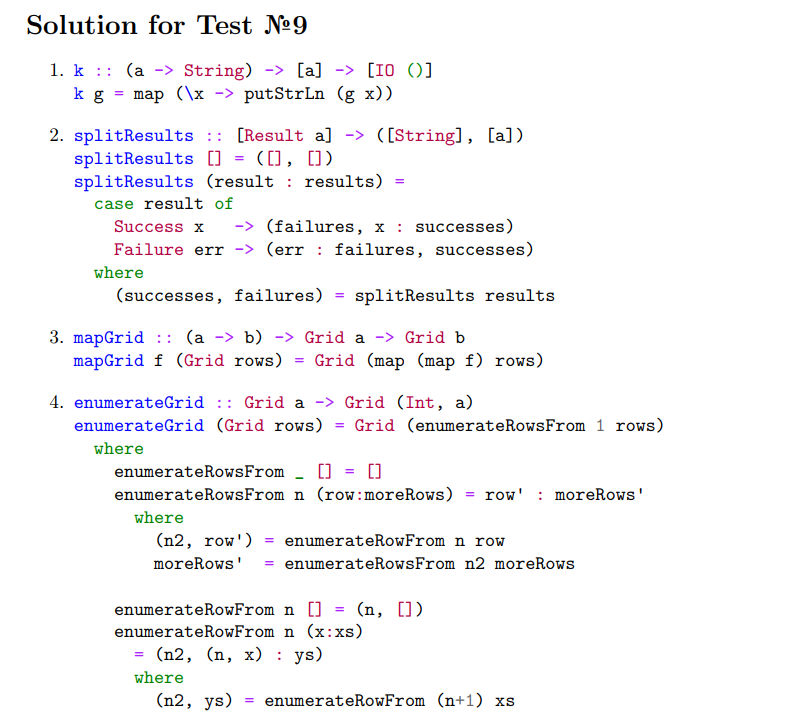 Solution for Test №9
1. k :: (a -> String) -> [a] -> [IO ()]
k g = map (\x -> putStrLn (g x))
2. splitResults :: [Result a] -> ([String], [a])
splitResults [] = ([], [])
splitResults (result : results) =
case result of
Success x   -> (failures, x : successes)
Failure err -> (err : failures, successes)
where
(successes, failures) = splitResults results
3. mapGrid :: (a -> b) -> Grid a -> Grid b
mapGrid f (Grid rows) = Grid (map (map f) rows)
4. enumerateGrid :: Grid a -> Grid (Int, a)
enumerateGrid (Grid rows) = Grid (enumerateRowsFrom 1 rows)
where
enumerateRowsFrom _ [] = []
enumerateRowsFrom n (row:moreRows) = row' : moreRows'
where
(n2, row') = enumerateRowFrom n row
moreRows'  = enumerateRowsFrom n2 moreRows
enumerateRowFrom n [] = (n, [])
enumerateRowFrom n (x:xs)
= (n2, (n, x) : ys)
where
(n2, ys) = enumerateRowFrom (n+1) xs